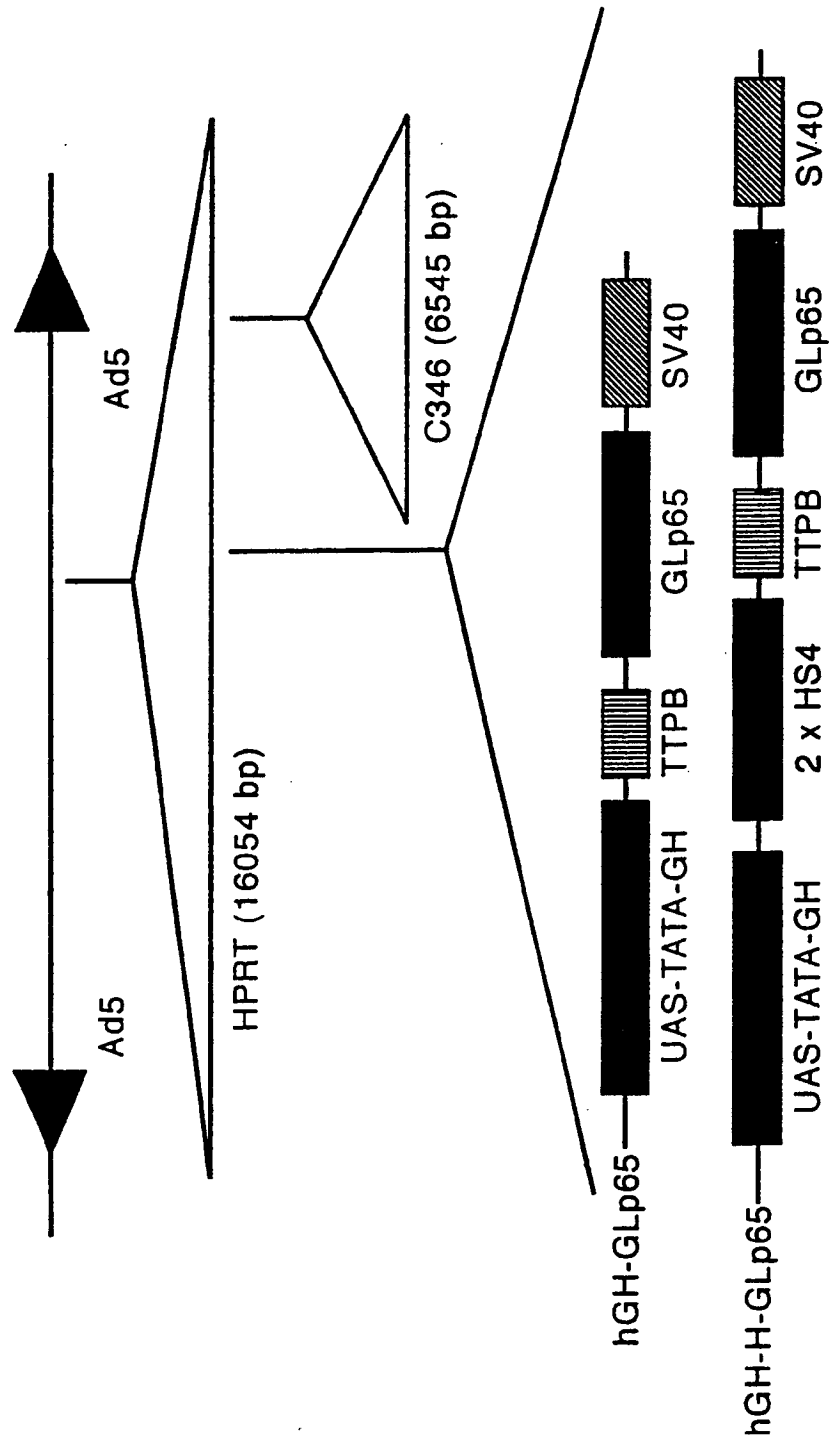 Ad5
Ad5
HPRT (16054 bp)
C346 (6545 bp)
hGH-GLp65
UAS-TATA-GH
TTPB
GLp65
SV40
hGH-H-GLp65
UAS-TATA-GH
2 x HS4
TTPB
GLp65
SV40